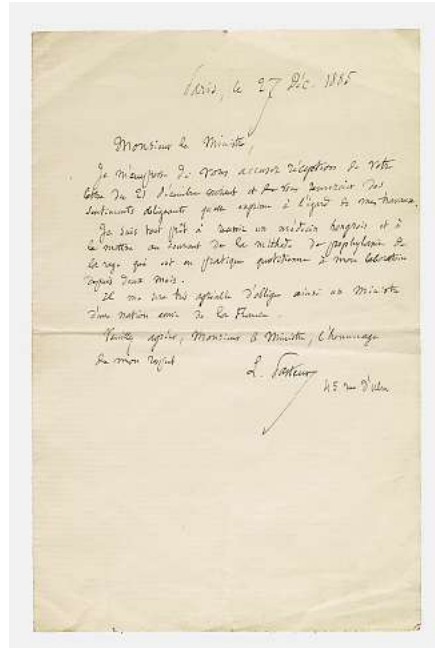 Paris, le 27 Déc. 1885
Monsieur le Ministre,
Je m'empresse de vous accuser réception de votre
lettre du 21 décembre courant et de vous remercier des
sentiments obligeants qu'elle exprime à l'égard de mes travaux.
Je suis tout prêt à recevoir un médecin hongrois et à
le mettre au courant de la méthode de prophylaxie de
la rage qui est en pratique quotidienne à mon laboratoire
depuis deux mois.
Il me sera très agréable d'obliger ainsi un Ministre
d'une nation amie de la France.
Veuillez agréer, Monsieur le Ministre, l'hommage
de mon respect
L. Pasteur
45 rue d'Ulm